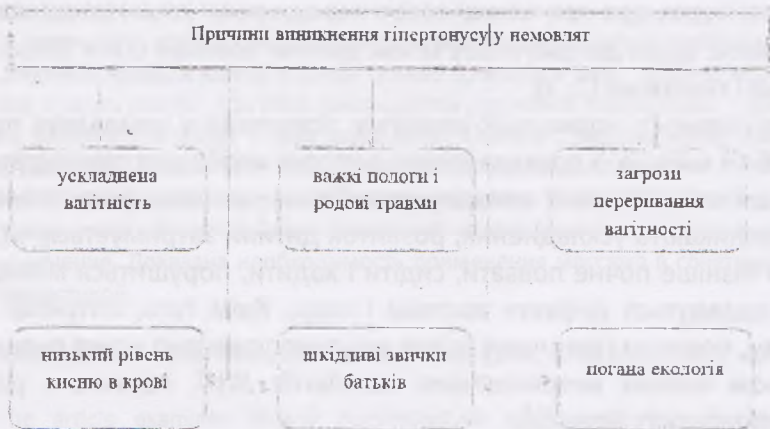 Причини виникнення гіпертонусу у немовлят
ускладнена
вагітність
важкі пологи і
родові травми
загрози
переривання
вагітності
низький рівень
кисню в крові
шкідливі звички
батьків
погана екологія